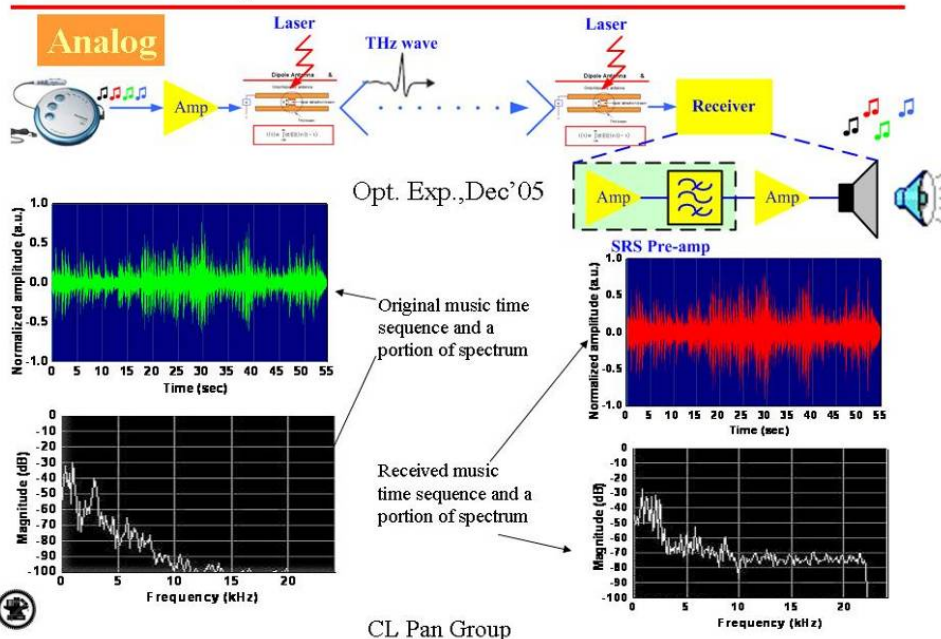 Analog
Laser
THz wave
Laser
Dipole Antenna &
Dipole Antenna &
Amp
Receiver
Opt. Exp.,Dec'05
Amp
Amp
SRS Pre-amp
Normalized amplitude (a.u.)
1.0
0.5
0.0
-0.5
-1.0
0 5 10 15 20 25 30 35 40 45 50 55
Time (sec)
Original music time
sequence and a
portion of spectrum
Normalized amplitude (a.u.)
1.0
0.5
0.0
-0.5
-1.0
0 5 10 15 20 25 30 35 40 45 50 55
Time (sec)
Magnitude (dB)
0
-10
-20
-30
-40
-50
-60
-70
-80
-90
-100
0 5 10 15 20
Frequency (kHz)
Received music
time sequence and a
portion of spectrum
Magnitude (dB)
0
-10
-20
-30
-40
-50
-60
-70
-80
-90
-100
0 5 10 15 20
Frequency (kHz)
CL Pan Group